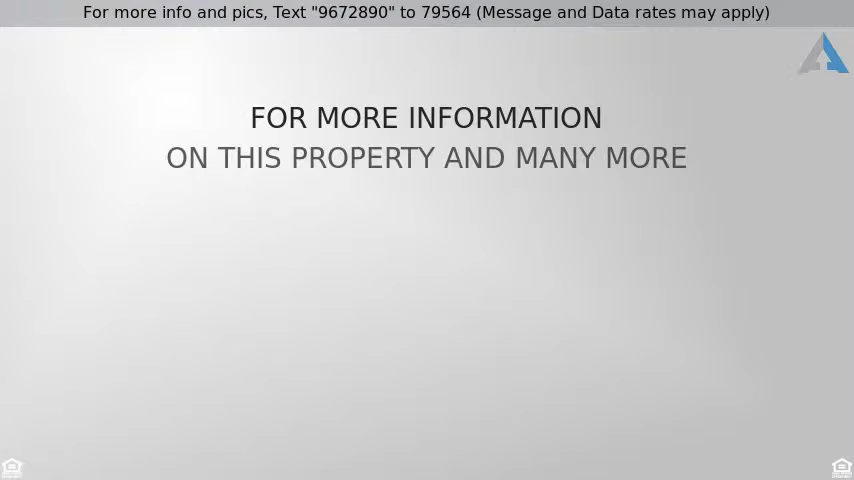 For more info and pics, Text "9672890" to 79564 (Message and Data rates may apply)
FOR MORE INFORMATION
ON THIS PROPERTY AND MANY MORE